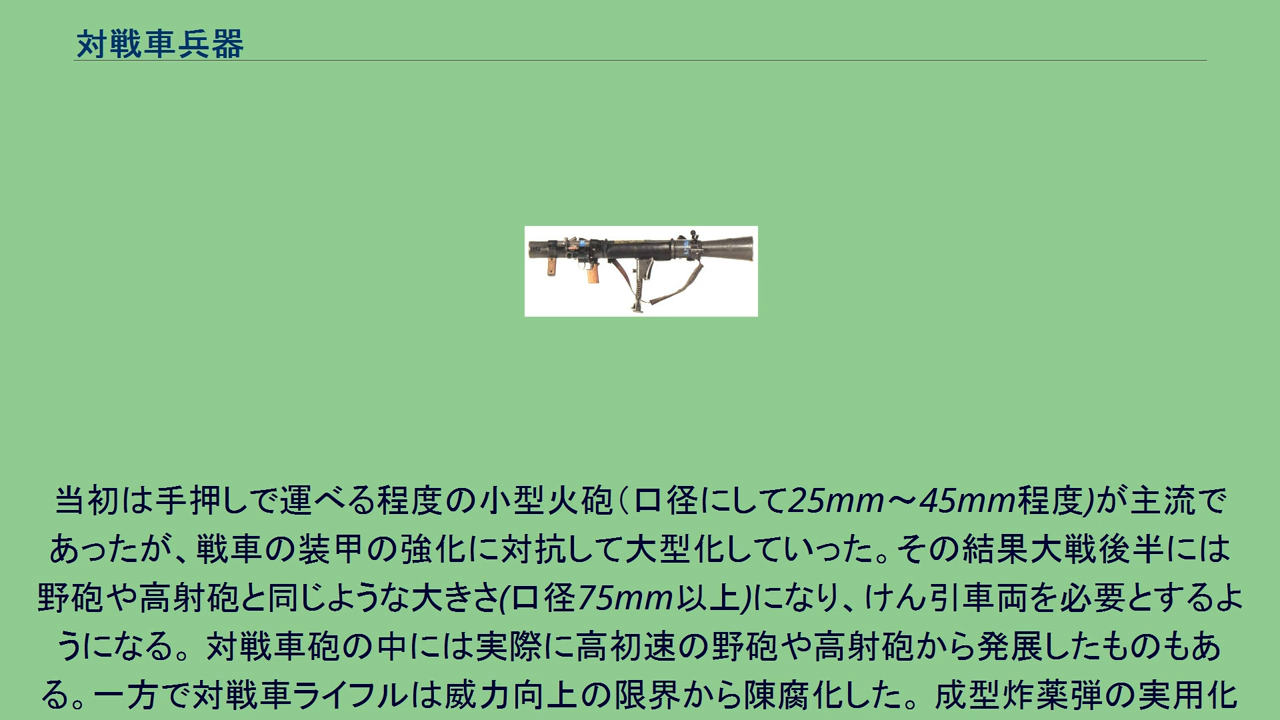 対戦車兵器
当初は手押しで運べる程度の小型火砲（口径にして25mm～45mm程度)が主流で
あったが、戦車の装甲の強化に対抗して大型化していった。その結果大戦後半には
野砲や高射砲と同じような大きさ(口径75mm以上)になり、けん引車両を必要とするよ
うになる。 対戦車砲の中には実際に高初速の野砲や高射砲から発展したものもあ
る。一方で対戦車ライフルは威力向上の限界から陳腐化した。 成型炸薬弾の実用化